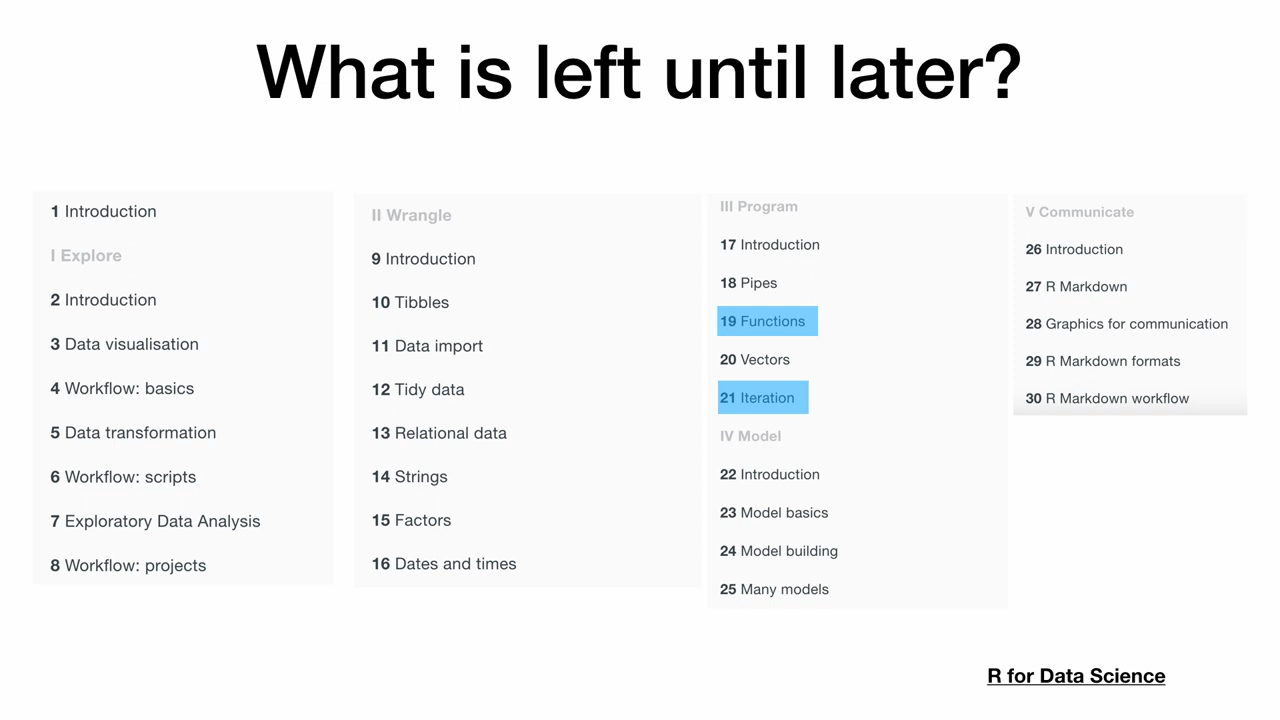 What is left until later?
1 Introduction
I Explore
2 Introduction
3 Data visualisation
4 Workflow: basics
5 Data transformation
6 Workflow: scripts
7 Exploratory Data Analysis
8 Workflow: projects
II Wrangle
9 Introduction
10 Tibbles
11 Data import
12 Tidy data
13 Relational data
14 Strings
15 Factors
16 Dates and times
III Program
17 Introduction
18 Pipes
19 Functions
20 Vectors
21 Iteration
IV Model
22 Introduction
23 Model basics
24 Model building
25 Many models
V Communicate
26 Introduction
27 R Markdown
28 Graphics for communication
29 R Markdown formats
30 R Markdown workflow
R for Data Science